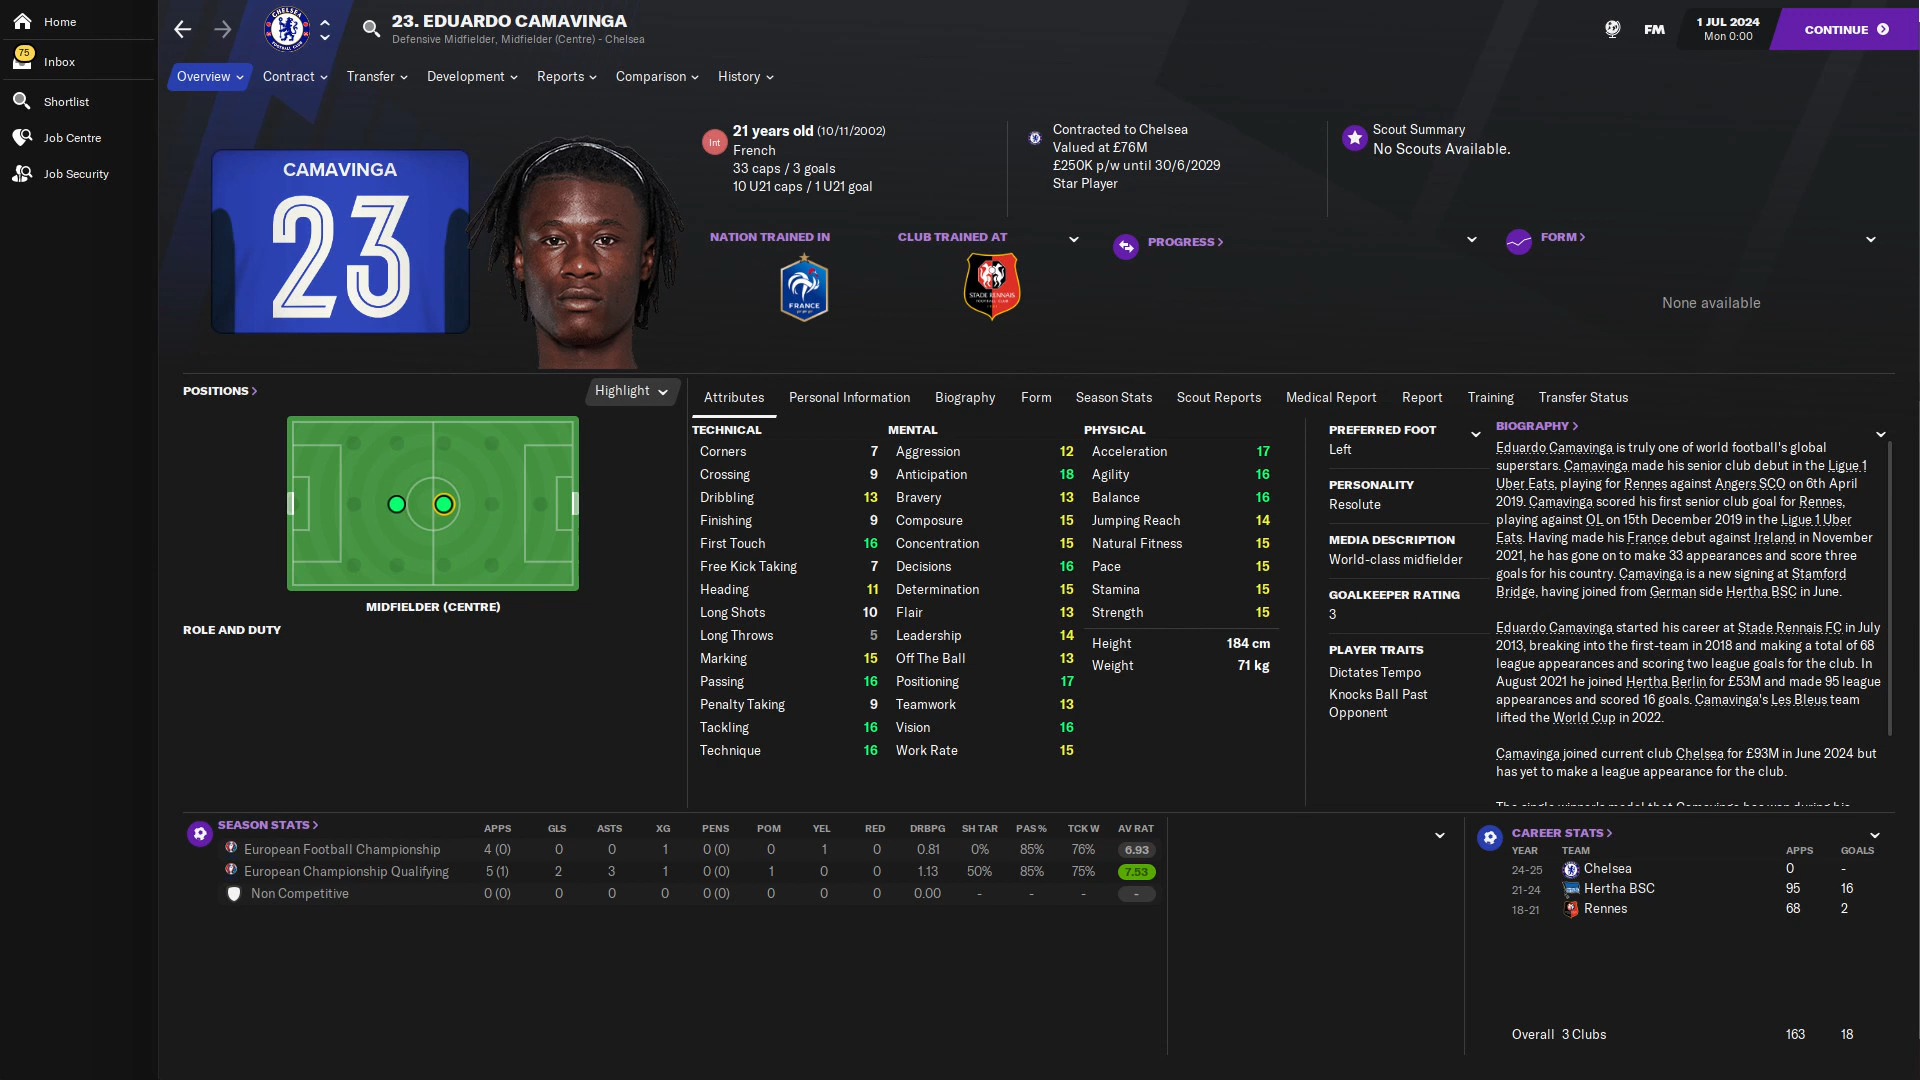 Home
Inbox
75
Shortlist
Job Centre
Job Security
23. EDUARDO CAMAVINGA
Defensive Midfielder, Midfielder (Centre) - Chelsea
FM
1 JUL 2024
Mon 0:00
CONTINUE
Overview
Contract
Transfer
Development
Reports
Comparison
History
CAMAVINGA
23
Int
21 years old (10/11/2002)
French
33 caps / 3 goals
10 U21 caps / 1 U21 goal
Contracted to Chelsea
Valued at £76M
£250K p/w until 30/6/2029
Star Player
Scout Summary
No Scouts Available.
NATION TRAINED IN
FRANCE
CLUB TRAINED AT
STADE RENNAIS
PROGRESS
FORM
None available
POSITIONS
Highlight
MIDFIELDER (CENTRE)
ROLE AND DUTY
Attributes
Personal Information
Biography
Form
Season Stats
Scout Reports
Medical Report
Report
Training
Transfer Status
TECHNICAL
Corners 7
Crossing 9
Dribbling 13
Finishing 9
First Touch 16
Free Kick Taking 7
Heading 11
Long Shots 10
Long Throws 5
Marking 15
Passing 16
Penalty Taking 9
Tackling 16
Technique 16
MENTAL
Aggression 12
Anticipation 18
Bravery 13
Composure 15
Concentration 15
Decisions 16
Determination 15
Flair 13
Leadership 14
Off The Ball 13
Positioning 17
Teamwork 13
Vision 16
Work Rate 15
PHYSICAL
Acceleration 17
Agility 16
Balance 16
Jumping Reach 14
Natural Fitness 15
Pace 15
Stamina 15
Strength 15
Height 184 cm
Weight 71 kg
PREFERRED FOOT
Left
PERSONALITY
Resolute
MEDIA DESCRIPTION
World-class midfielder
GOALKEEPER RATING
3
PLAYER TRAITS
Dictates Tempo
Knocks Ball Past
Opponent
BIOGRAPHY
Eduardo Camavinga is truly one of world football's global
superstars. Camavinga made his senior club debut in the Ligue 1
Uber Eats, playing for Rennes against Angers SCO on 6th April
2019. Camavinga scored his first senior club goal for Rennes,
playing against OL on 15th December 2019 in the Ligue 1 Uber
Eats. Having made his France debut against Ireland in November
2021, he has gone on to make 33 appearances and score three
goals for his country. Camavinga is a new signing at Stamford
Bridge, having joined from German side Hertha BSC in June.
Eduardo Camavinga started his career at Stade Rennais FC in July
2013, breaking into the first-team in 2018 and making a total of 68
league appearances and scoring two league goals for the club. In
August 2021 he joined Hertha Berlin for £53M and made 95 league
appearances and scored 16 goals. Camavinga's Les Bleus team
lifted the World Cup in 2022.
Camavinga joined current club Chelsea for £93M in June 2024 but
has yet to make a league appearance for the club.
SEASON STATS
APPS GLS ASTS XG PENS POM YEL RED DRBPG SH TAR PAS % TCK W AV RAT
European Football Championship 4 (0) 0 0 1 0 (0) 0 1 0 0.81 0% 85% 76% 6.93
European Championship Qualifying 5 (1) 2 3 1 0 (0) 1 0 0 1.13 50% 85% 75% 7.53
Non Competitive 0 (0) 0 0 0 0 (0) 0 0 0 0.00 - - - -
CAREER STATS
YEAR TEAM APPS GOALS
24-25 Chelsea 0 -
21-24 Hertha BSC 95 16
18-21 Rennes 68 2
Overall 3 Clubs 163 18